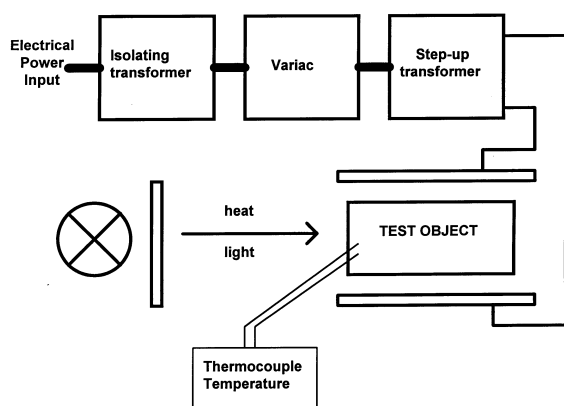 Electrical
Power
Input
Isolating
transformer
Variac
Step-up
transformer
heat
light
TEST OBJECT
Thermocouple
Temperature